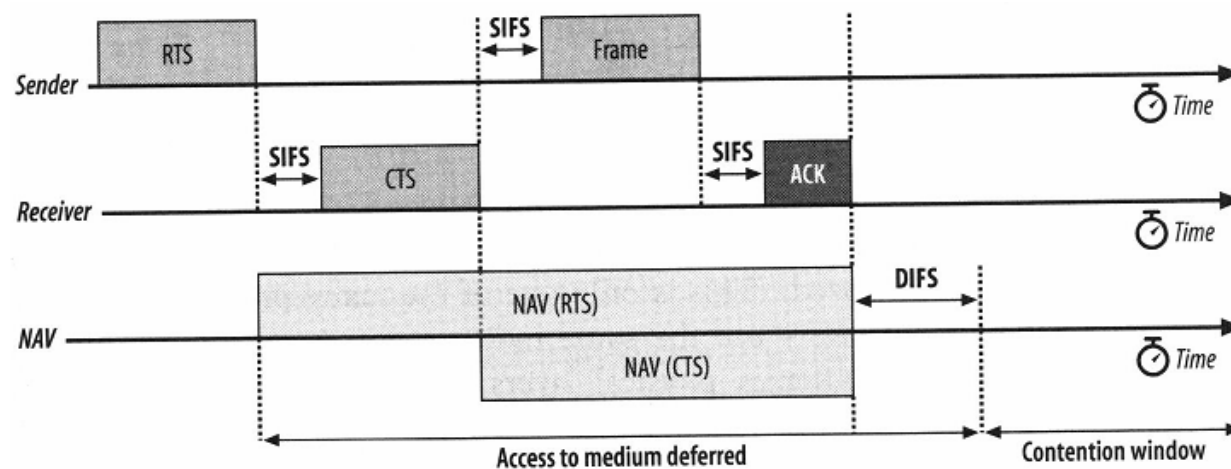 SIFS
RTS
Frame
Sender
Time
SIFS
CTS
SIFS
ACK
Receiver
Time
NAV (RTS)
DIFS
NAV
NAV (CTS)
Time
Access to medium deferred
Contention window